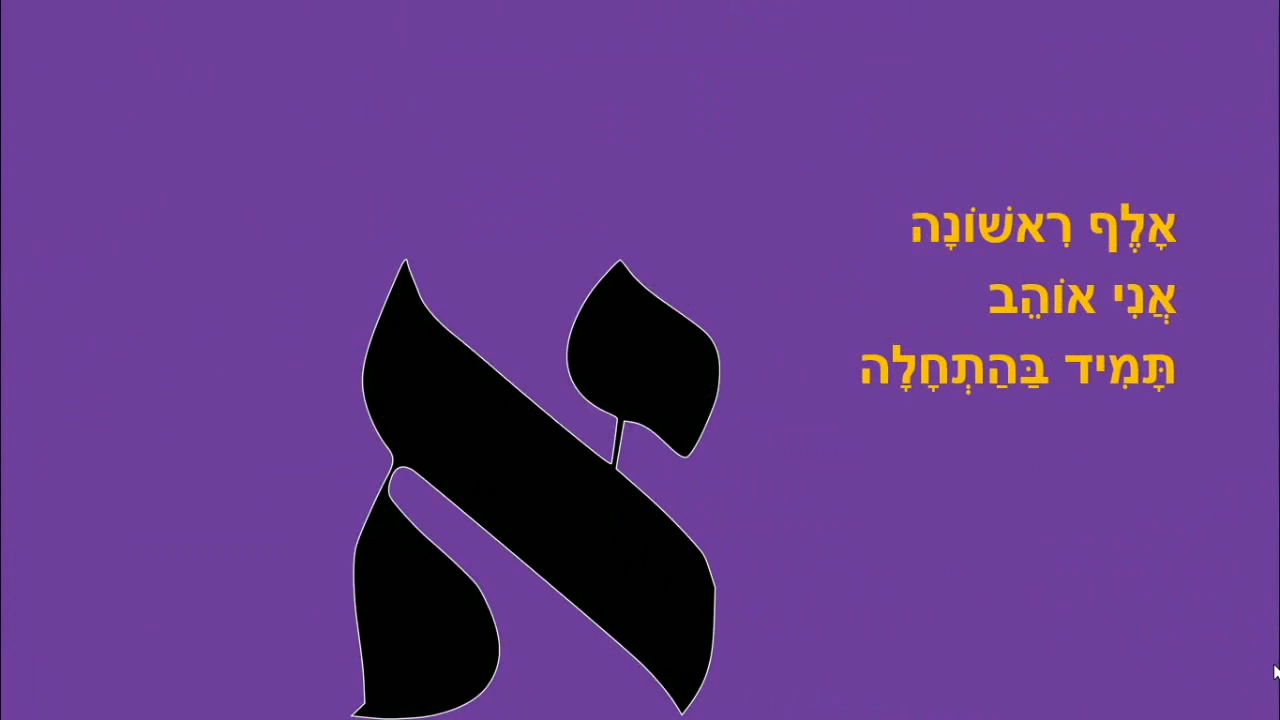 אָלֶף רִאשׁוֹנָה
אֲנִי אוֹהֵב
תָּמִיד בַּהַתְחָלָה
א